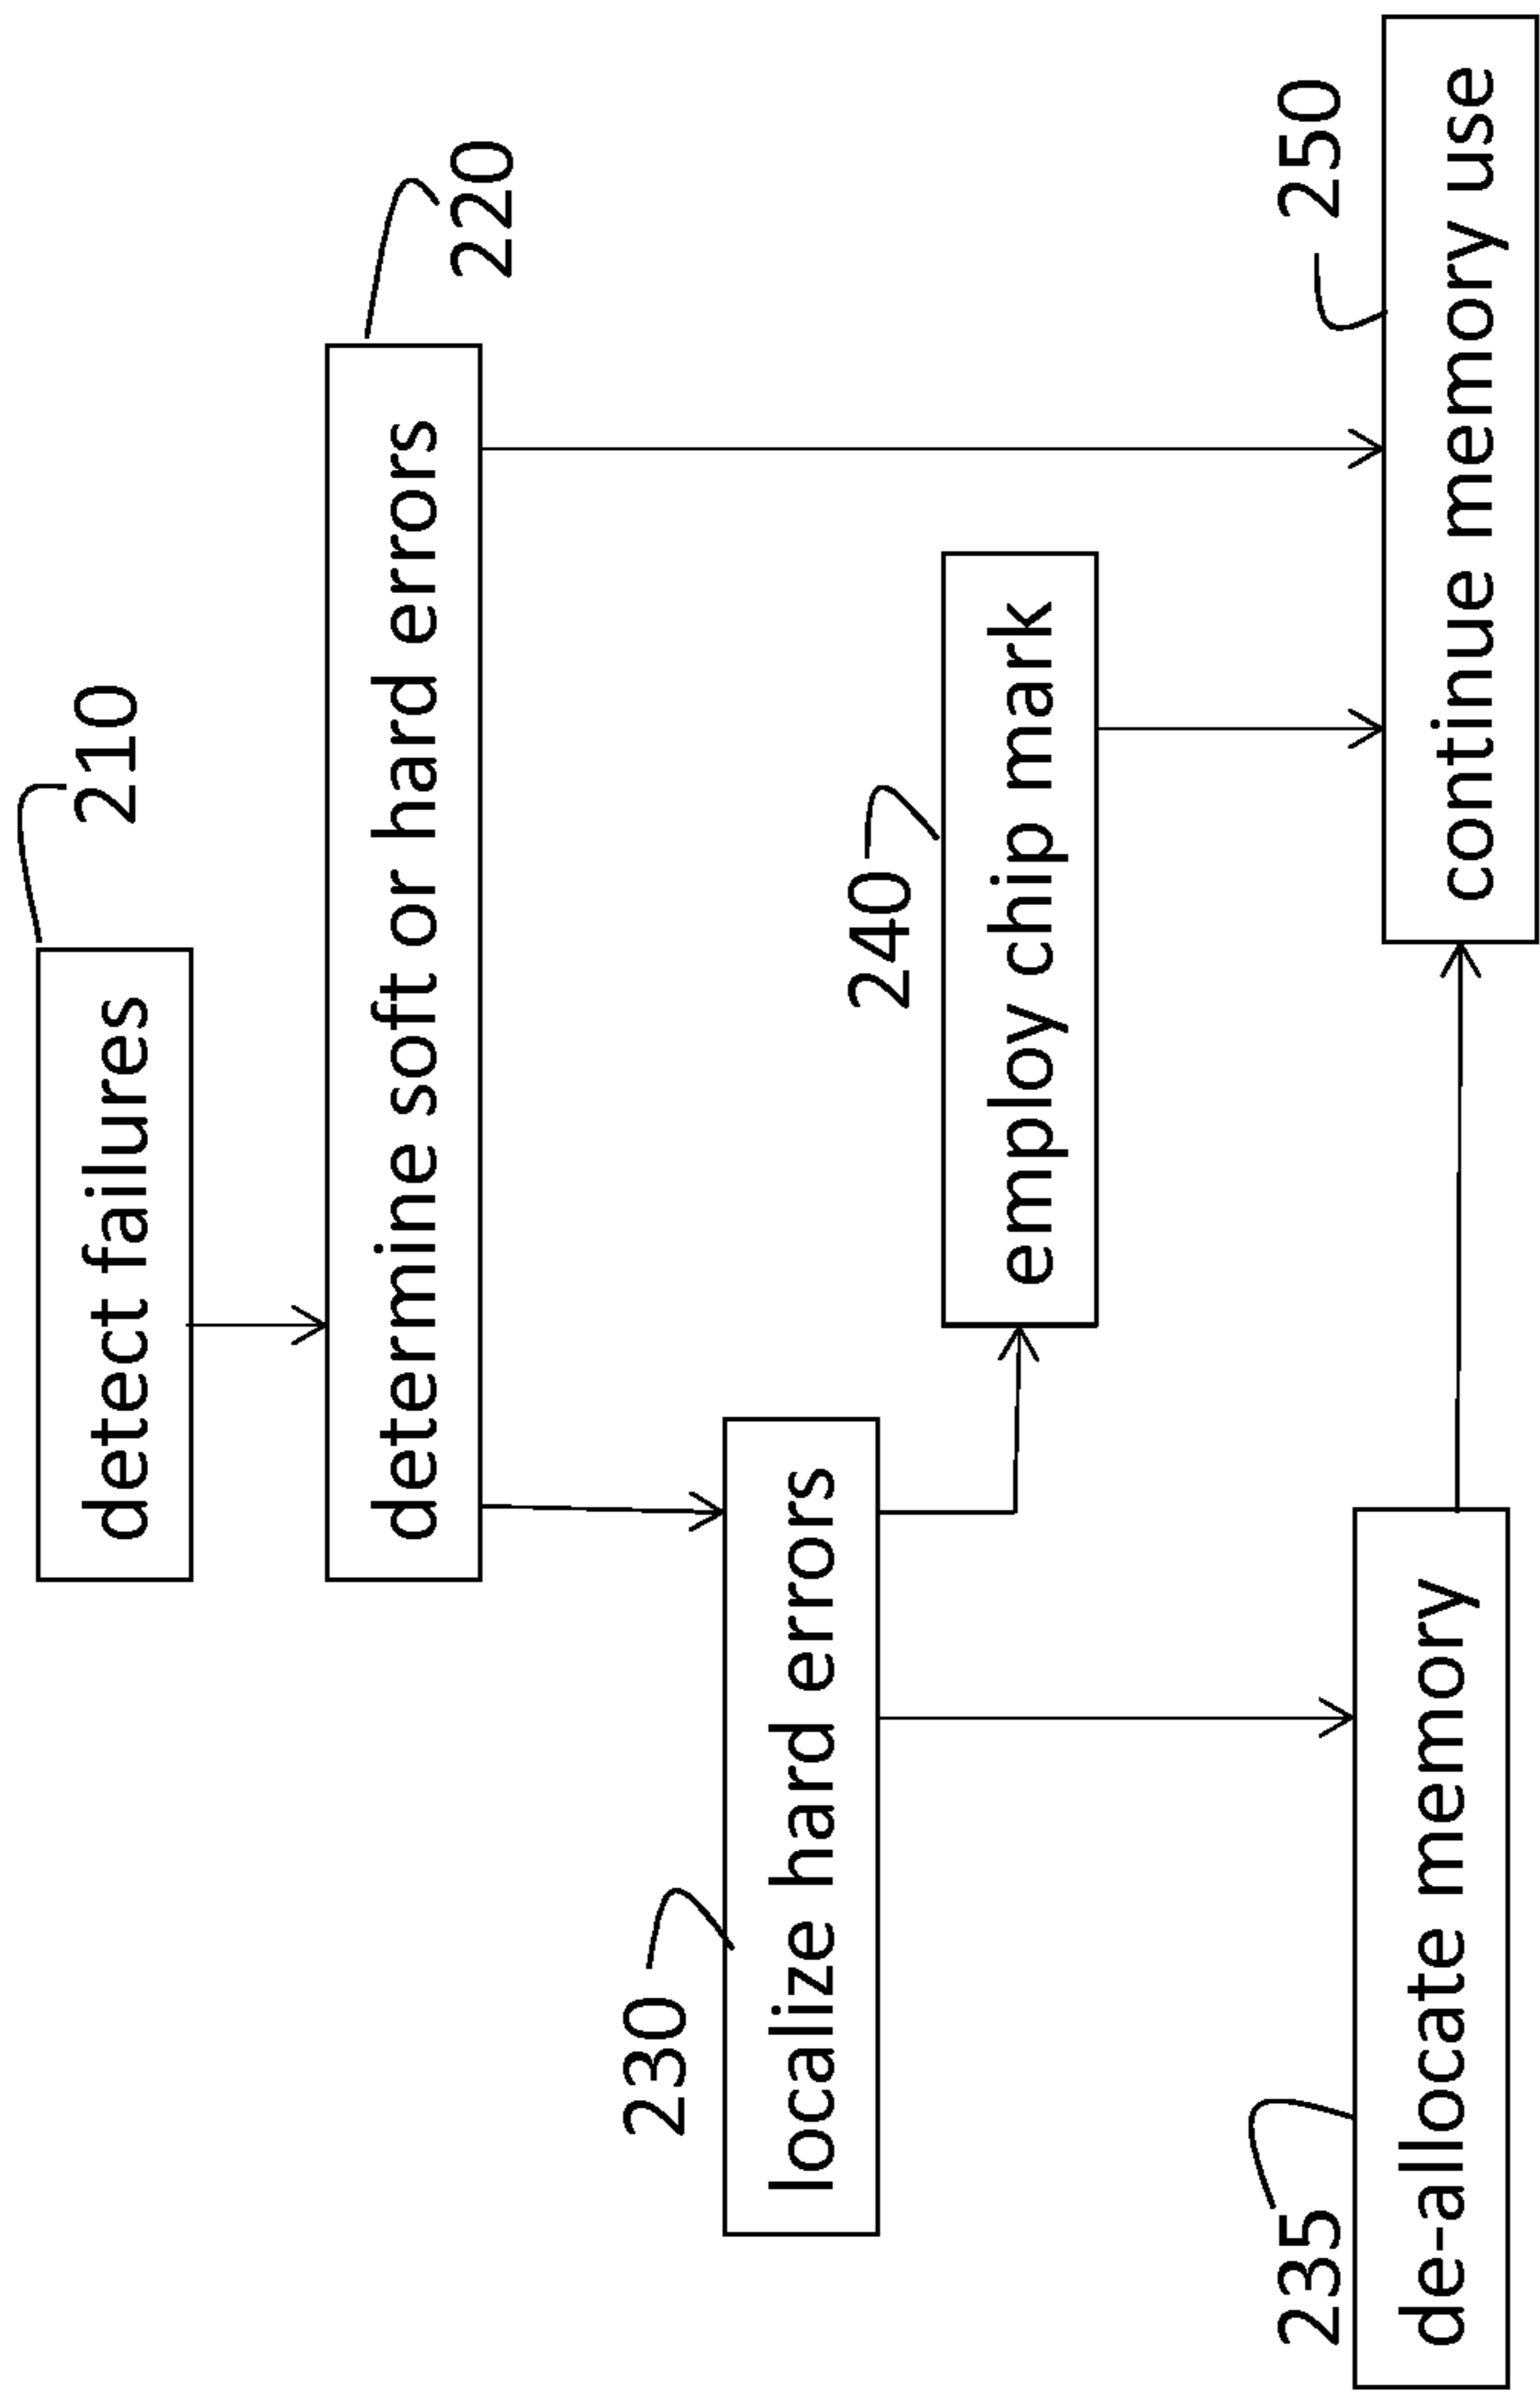 210
detect failures
220
determine soft or hard errors
230
localize hard errors
240
employ chip mark
235
de-allocate memory
250
continue memory use